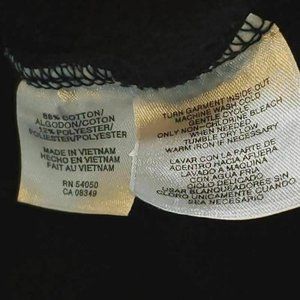 COTTON/
ALGODON/COTON
POLYESTER/
POLIESTER/POLYESTER
MADE IN VIETNAM
HECHO EN VIETNAM
FAIT AU VIETNAM
RN 54050
CA 08349
TURN GARMENT INSIDE OUT
MACHINE WASH COLD
GENTLE CYCLE
ONLY NON-CHLORINE BLEACH
WHEN NEEDED
TUMBLE DRY LOW
WARM IRON IF NECESSARY
LAVAR CON LA PARTE DE
HACIA AFUERA
LAVADO A MAQUINA
CON AGUA FRIA
CICLO DELICADO
USAR BLANQUEADORES SIN
CLORO UNICAMENTE CUANDO
SEA NECESARIO